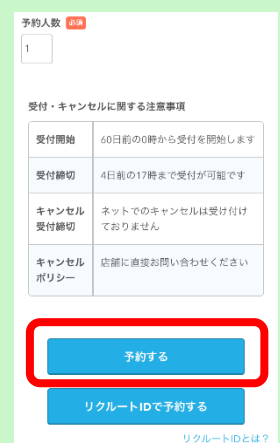 予約人数 必須
1
受付・キャンセルに関する注意事項
受付開始 60日前の0時から受付を開始します
受付締切 4日前の17時まで受付が可能です
キャンセル ネットでのキャンセルは受け付け
受付締切 ておりません
キャンセル 店舗に直接お問い合わせください
ポリシー
予約する
リクルートIDで予約する
リクルートIDとは？